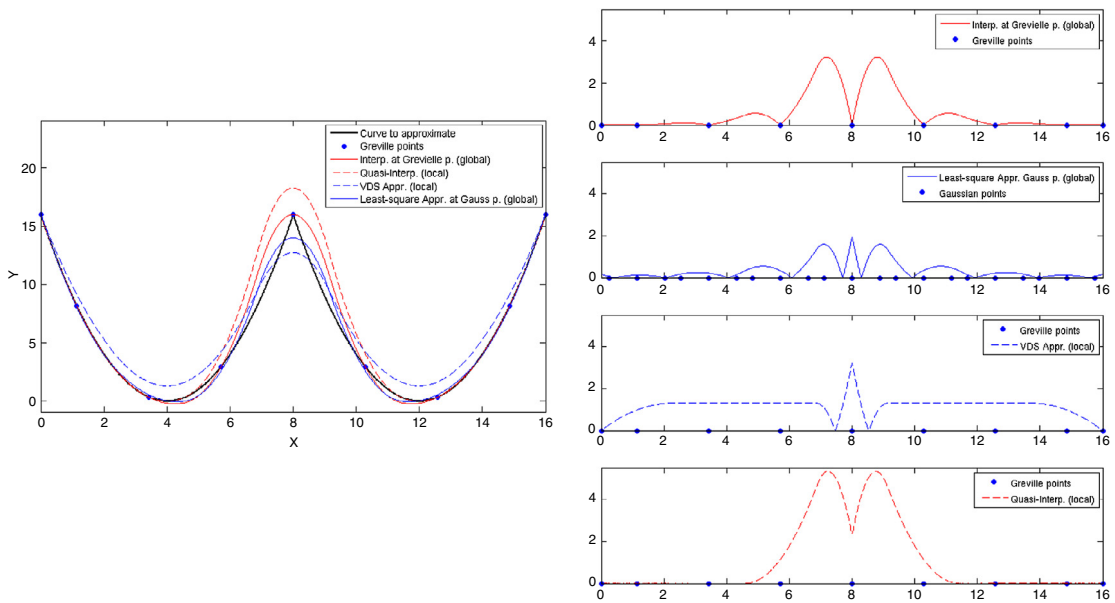 20
15
10
5
0
Y
0 2 4 6 8 10 12 14 16
X
Curve to approximate
Greville points
Interp. at Grevielle p. (global)
Quasi-Interp. (local)
VDS Appr. (local)
Least-square Appr. at Gauss p. (global)
4
2
0
0 2 4 6 8 10 12 14 16
Interp. at Grevielle p. (global)
Greville points
4
2
0
0 2 4 6 8 10 12 14 16
Least-square Appr. Gauss p. (global)
Gaussian points
4
2
0
0 2 4 6 8 10 12 14 16
Greville points
VDS Appr. (local)
4
2
0
0 2 4 6 8 10 12 14 16
Greville points
Quasi-Interp. (local)